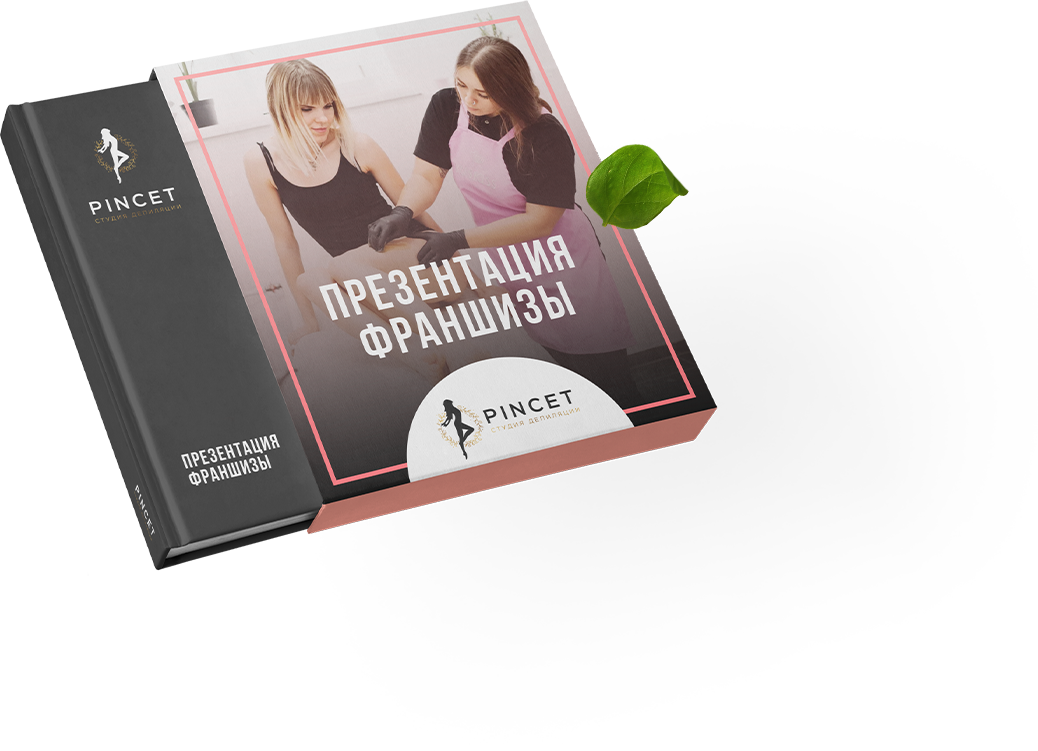 PINCET
СТУДИЯ ДЕПИЛЯЦИИ
ПРЕЗЕНТАЦИЯ
ФРАНШИЗЫ
PINCET
СТУДИЯ ДЕПИЛЯЦИИ
ПРЕЗЕНТАЦИЯ
ФРАНШИЗЫ
PINCET